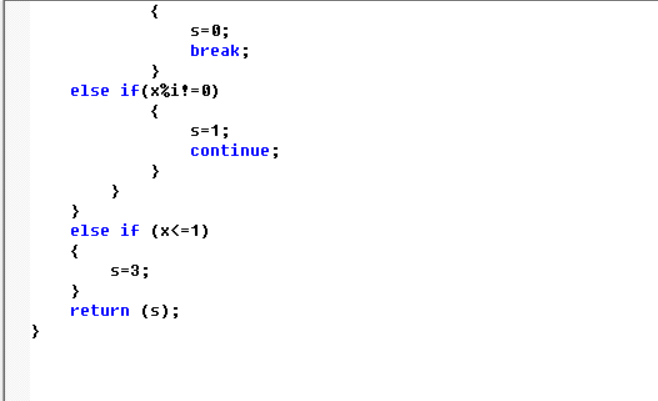 {
s=0;
break;
}
else if(x%i!=0)
{
s=1;
continue;
}
}
}
else if (x<=1)
{
s=3;
}
return (s);
}